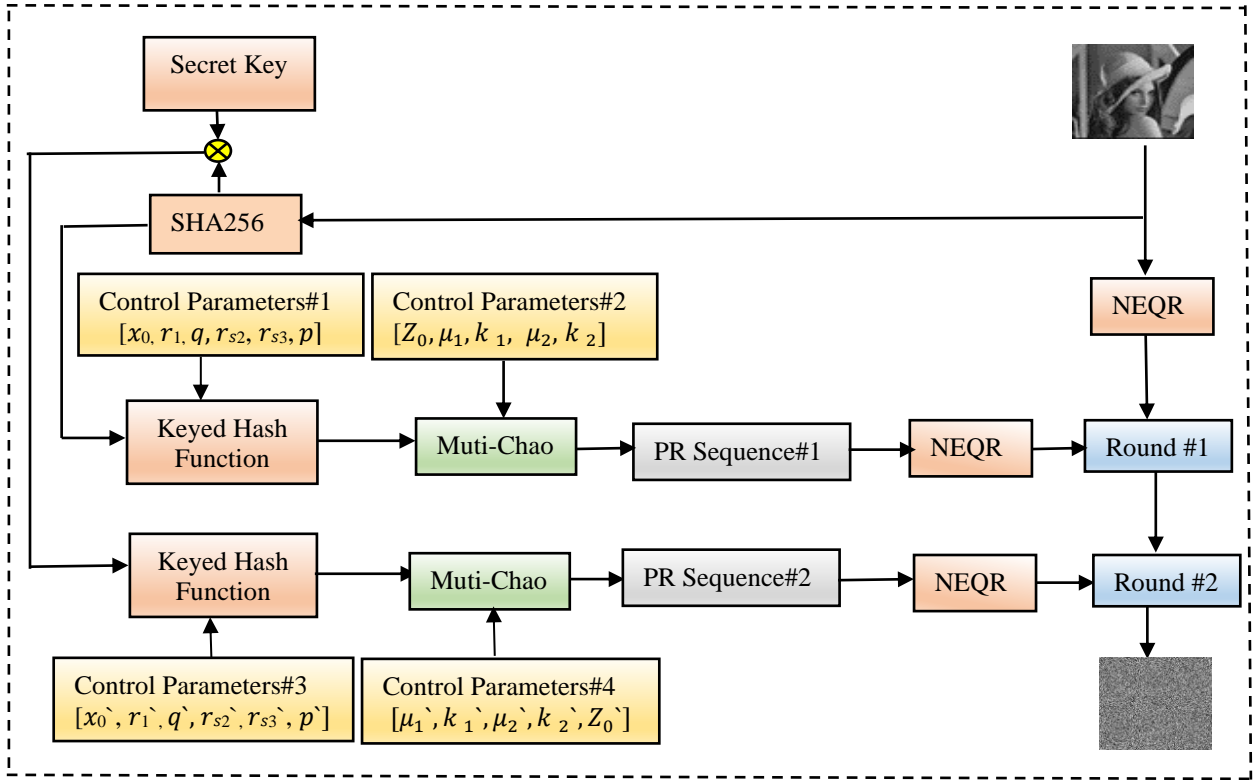 Secret Key
SHA256
Control Parameters#1
[x₀, r₁, q, rₛ₂, rₛ₃, p]
Control Parameters#2
[Z₀, μ₁, k ₁, μ₂, k ₂]
NEQR
Keyed Hash
Function
Muti-Chao
PR Sequence#1
NEQR
Round #1
Keyed Hash
Function
Muti-Chao
PR Sequence#2
NEQR
Round #2
Control Parameters#3
[x₀`, r₁`, q`, rₛ₂`, rₛ₃`, p`]
Control Parameters#4
[μ₁`, k ₁`, μ₂`, k ₂`, Z₀`]